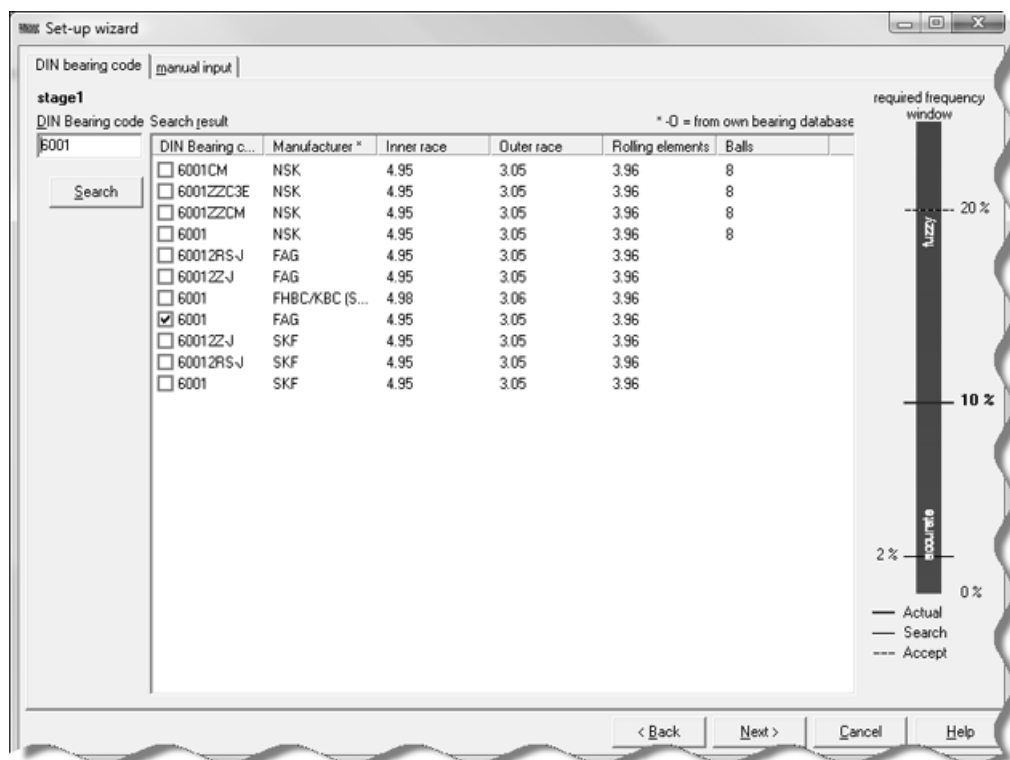 Set-up wizard
DIN bearing code manual input
stage1
DIN Bearing code Search result * -O = from own bearing database
6001
Search
DIN Bearing c... Manufacturer * Inner race Outer race Rolling elements Balls
6001CM NSK 4.95 3.05 3.96 8
6001ZZC3E NSK 4.95 3.05 3.96 8
6001ZZCM NSK 4.95 3.05 3.96 8
6001 NSK 4.95 3.05 3.96 8
60012RS-J FAG 4.95 3.05 3.96
60012Z-J FAG 4.95 3.05 3.96
6001 FHBC/KBC (S... 4.98 3.06 3.96
6001 FAG 4.95 3.05 3.96
60012Z-J SKF 4.95 3.05 3.96
60012RS-J SKF 4.95 3.05 3.96
6001 SKF 4.95 3.05 3.96
required frequency
window
20 %
fuzzy
10 %
accurate
2 %
0 %
Actual
Search
Accept
< Back Next > Cancel Help